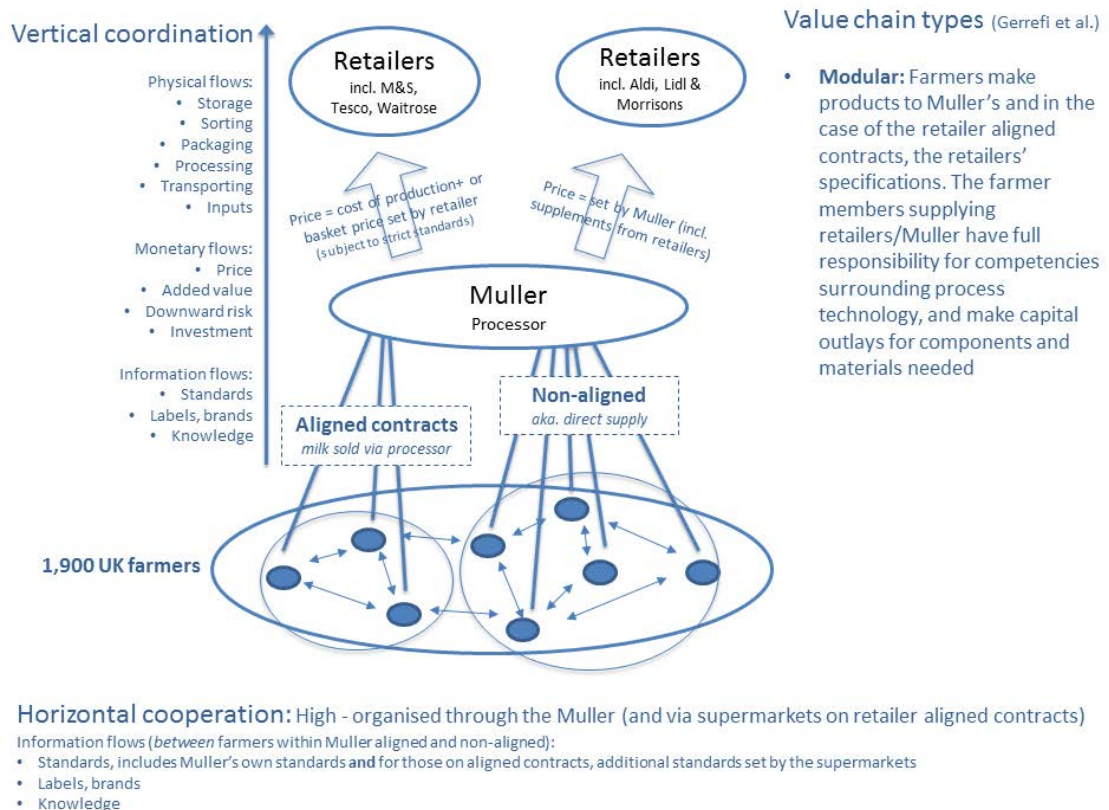 Vertical coordination
Physical flows:
• Storage
• Sorting
• Packaging
• Processing
• Transporting
• Inputs
Monetary flows:
• Price
• Added value
• Downward risk
• Investment
Information flows:
• Standards
• Labels, brands
• Knowledge
Retailers
incl. M&S,
Tesco, Waitrose
Retailers
incl. Aldi, Lidl &
Morrisons
Price = cost of production+ or
basket price set by retailer
(subject to strict standards)
Price = set by Muller (incl.
supplements from retailers)
Muller
Processor
Aligned contracts
milk sold via processor
Non-aligned
aka. direct supply
1,900 UK farmers
Value chain types (Gerrefi et al.)
• Modular: Farmers make
products to Muller's and in the
case of the retailer aligned
contracts, the retailers'
specifications. The farmer
members supplying
retailers/Muller have full
responsibility for competencies
surrounding process
technology, and make capital
outlays for components and
materials needed
Horizontal cooperation: High - organised through the Muller (and via supermarkets on retailer aligned contracts)
Information flows (between farmers within Muller aligned and non-aligned):
• Standards, includes Muller's own standards and for those on aligned contracts, additional standards set by the supermarkets
• Labels, brands
• Knowledge